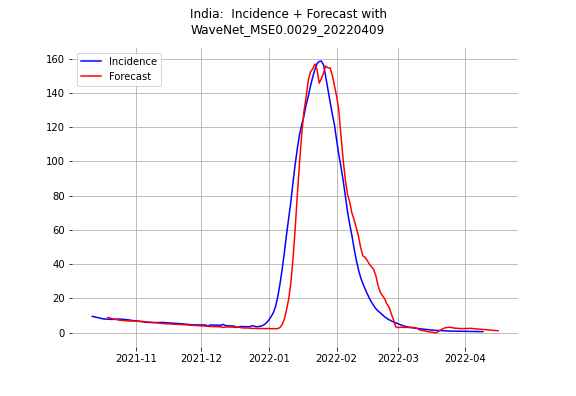 India:  Incidence + Forecast with
WaveNet_MSE0.0029_20220409
Incidence
Forecast
160
140
120
100
80
60
40
20
0
2021-11 2021-12 2022-01 2022-02 2022-03 2022-04